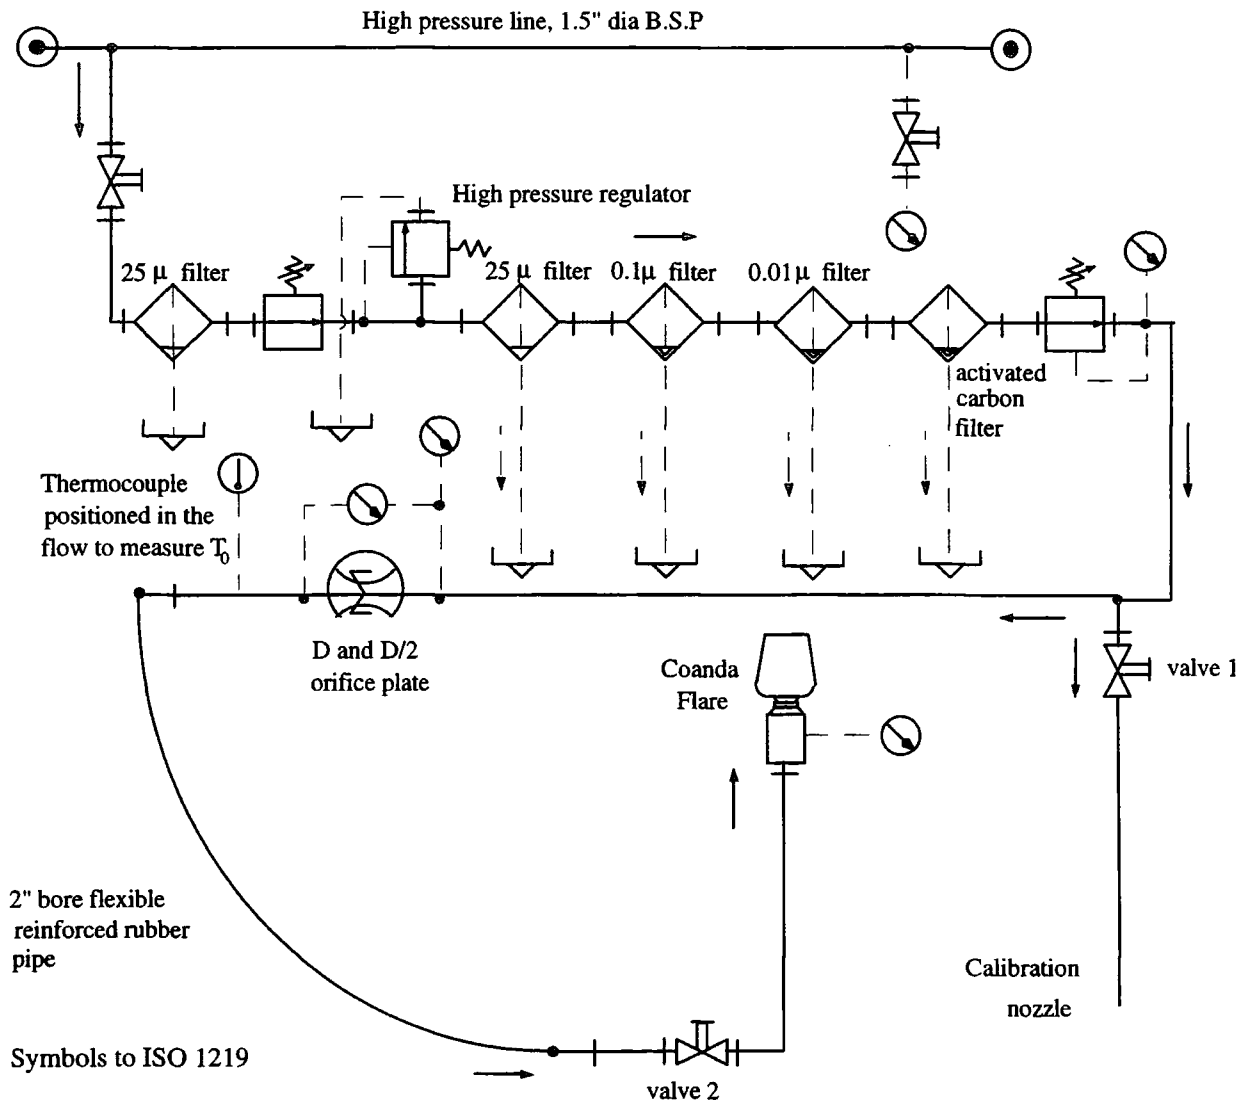 High pressure line, 1.5" dia B.S.P
High pressure regulator
25 μ filter
25 μ filter
0.1μ filter
0.01μ filter
activated
carbon
filter
Thermocouple
positioned in the
flow to measure T0
D and D/2
orifice plate
Coanda
Flare
valve 1
2" bore flexible
reinforced rubber
pipe
Calibration
nozzle
Symbols to ISO 1219
valve 2